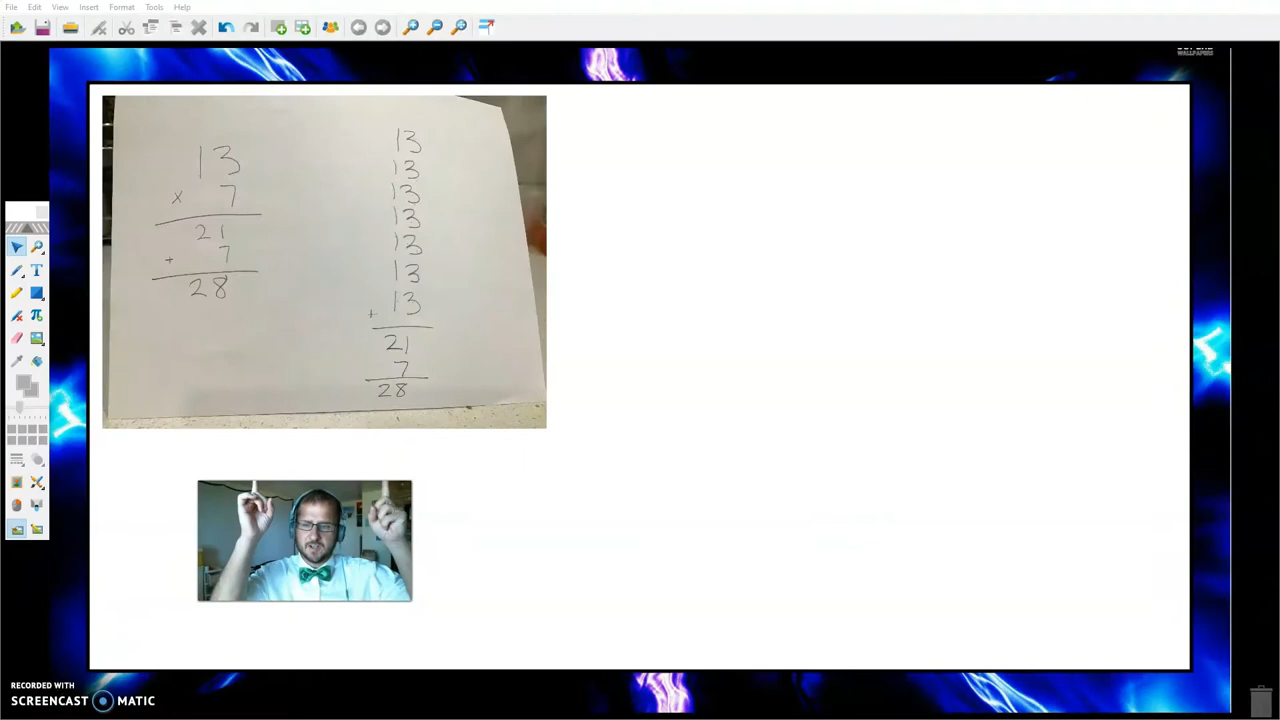 File Edit View Insert Format Tools Help
WALLPAPERS
13
x 7
21
+ 7
28
13
13
13
13
13
13
+ 13
21
7
28
RECORDED WITH
SCREENCAST MATIC